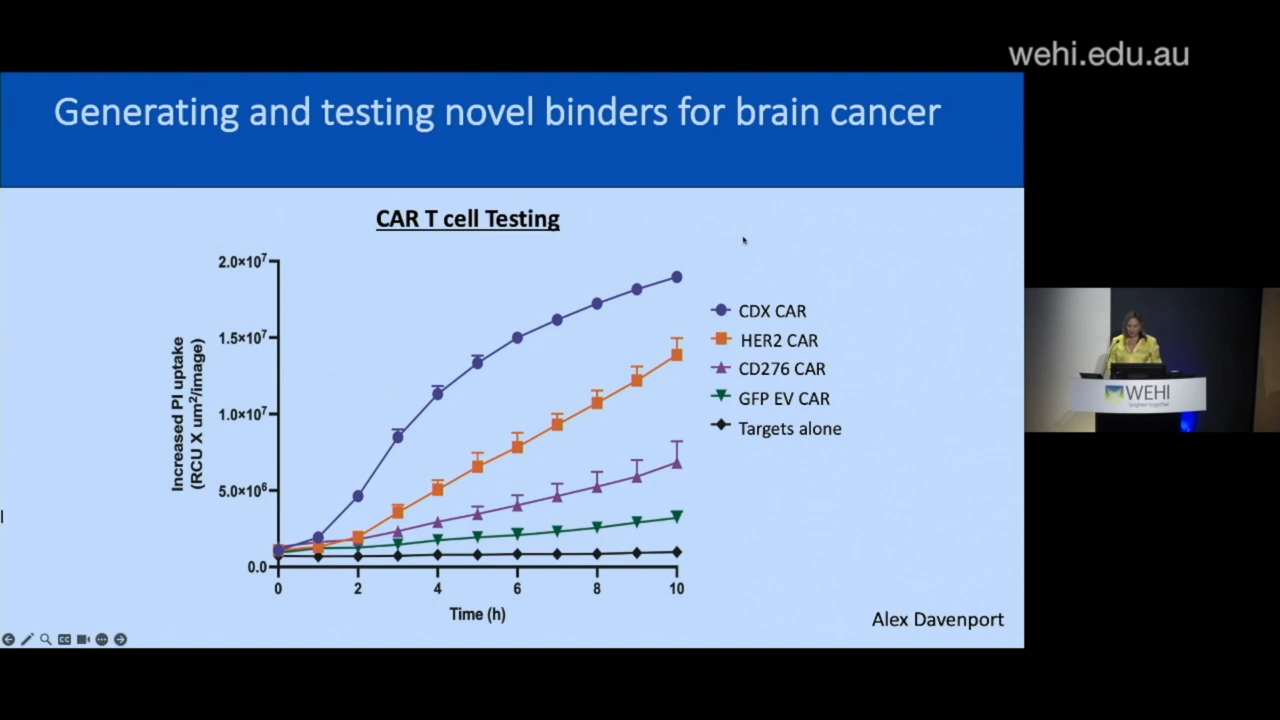 wehi.edu.au
Generating and testing novel binders for brain cancer
CAR T cell Testing
2.0×10⁷
1.5×10⁷
1.0×10⁷
5.0×10⁶
0.0
Increased PI uptake
(RCU X um²/image)
0 2 4 6 8 10
Time (h)
CDX CAR
HER2 CAR
CD276 CAR
GFP EV CAR
Targets alone
Alex Davenport
WEHI
brighter together